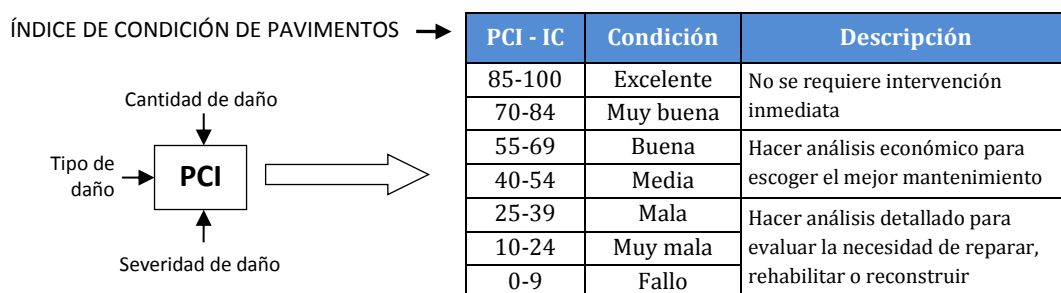 ÍNDICE DE CONDICIÓN DE PAVIMENTOS
Cantidad de daño
Tipo de
daño
PCI
Severidad de daño
PCI - IC Condición Descripción
85-100 Excelente No se requiere intervención
70-84 Muy buena inmediata
55-69 Buena Hacer análisis económico para
40-54 Media escoger el mejor mantenimiento
25-39 Mala Hacer análisis detallado para
10-24 Muy mala evaluar la necesidad de reparar,
0-9 Fallo rehabilitar o reconstruir